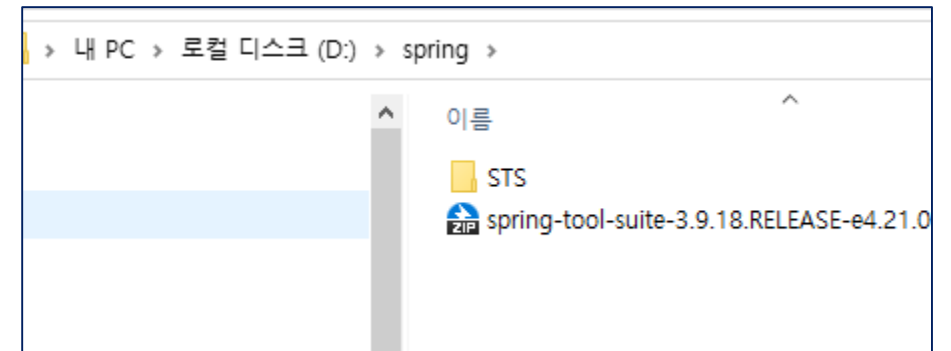 > 내 PC > 로컬 디스크 (D:) > spring >
이름
STS
ZIP spring-tool-suite-3.9.18.RELEASE-e4.21.0